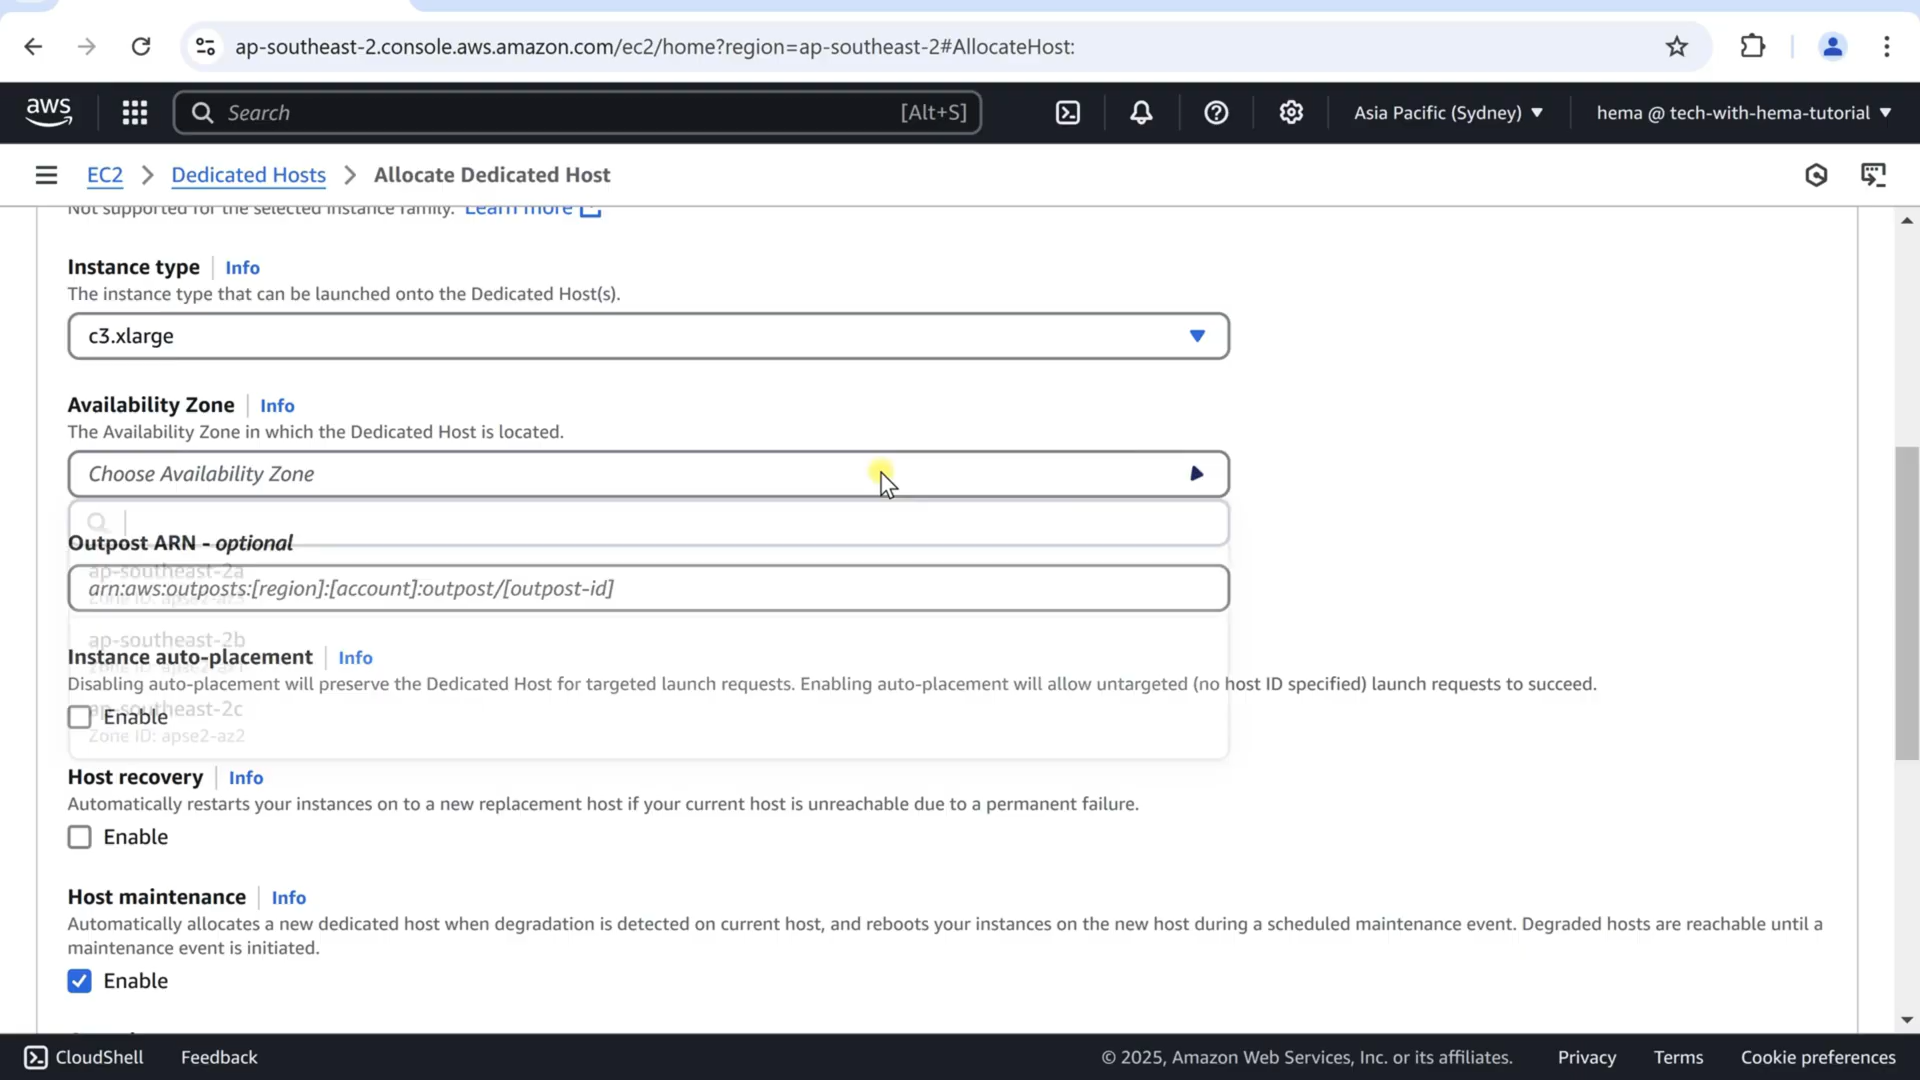 ap-southeast-2.console.aws.amazon.com/ec2/home?region=ap-southeast-2#AllocateHost:
aws
Search
[Alt+S]
Asia Pacific (Sydney)
hema @ tech-with-hema-tutorial
EC2 > Dedicated Hosts > Allocate Dedicated Host
Not supported for the selected instance family. Learn more
Instance type | Info
The instance type that can be launched onto the Dedicated Host(s).
c3.xlarge
Availability Zone | Info
The Availability Zone in which the Dedicated Host is located.
Choose Availability Zone
Outpost ARN - optional
ap-southeast-2a
arn:aws:outposts:[region]:[account]:outpost/[outpost-id]
ap-southeast-2b
Instance auto-placement | Info
Disabling auto-placement will preserve the Dedicated Host for targeted launch requests. Enabling auto-placement will allow untargeted (no host ID specified) launch requests to succeed.
ap-southeast-2c
Enable
Zone ID: apse2-az2
Host recovery | Info
Automatically restarts your instances on to a new replacement host if your current host is unreachable due to a permanent failure.
Enable
Host maintenance | Info
Automatically allocates a new dedicated host when degradation is detected on current host, and reboots your instances on the new host during a scheduled maintenance event. Degraded hosts are reachable until a
maintenance event is initiated.
Enable
CloudShell
Feedback
© 2025, Amazon Web Services, Inc. or its affiliates.
Privacy
Terms
Cookie preferences